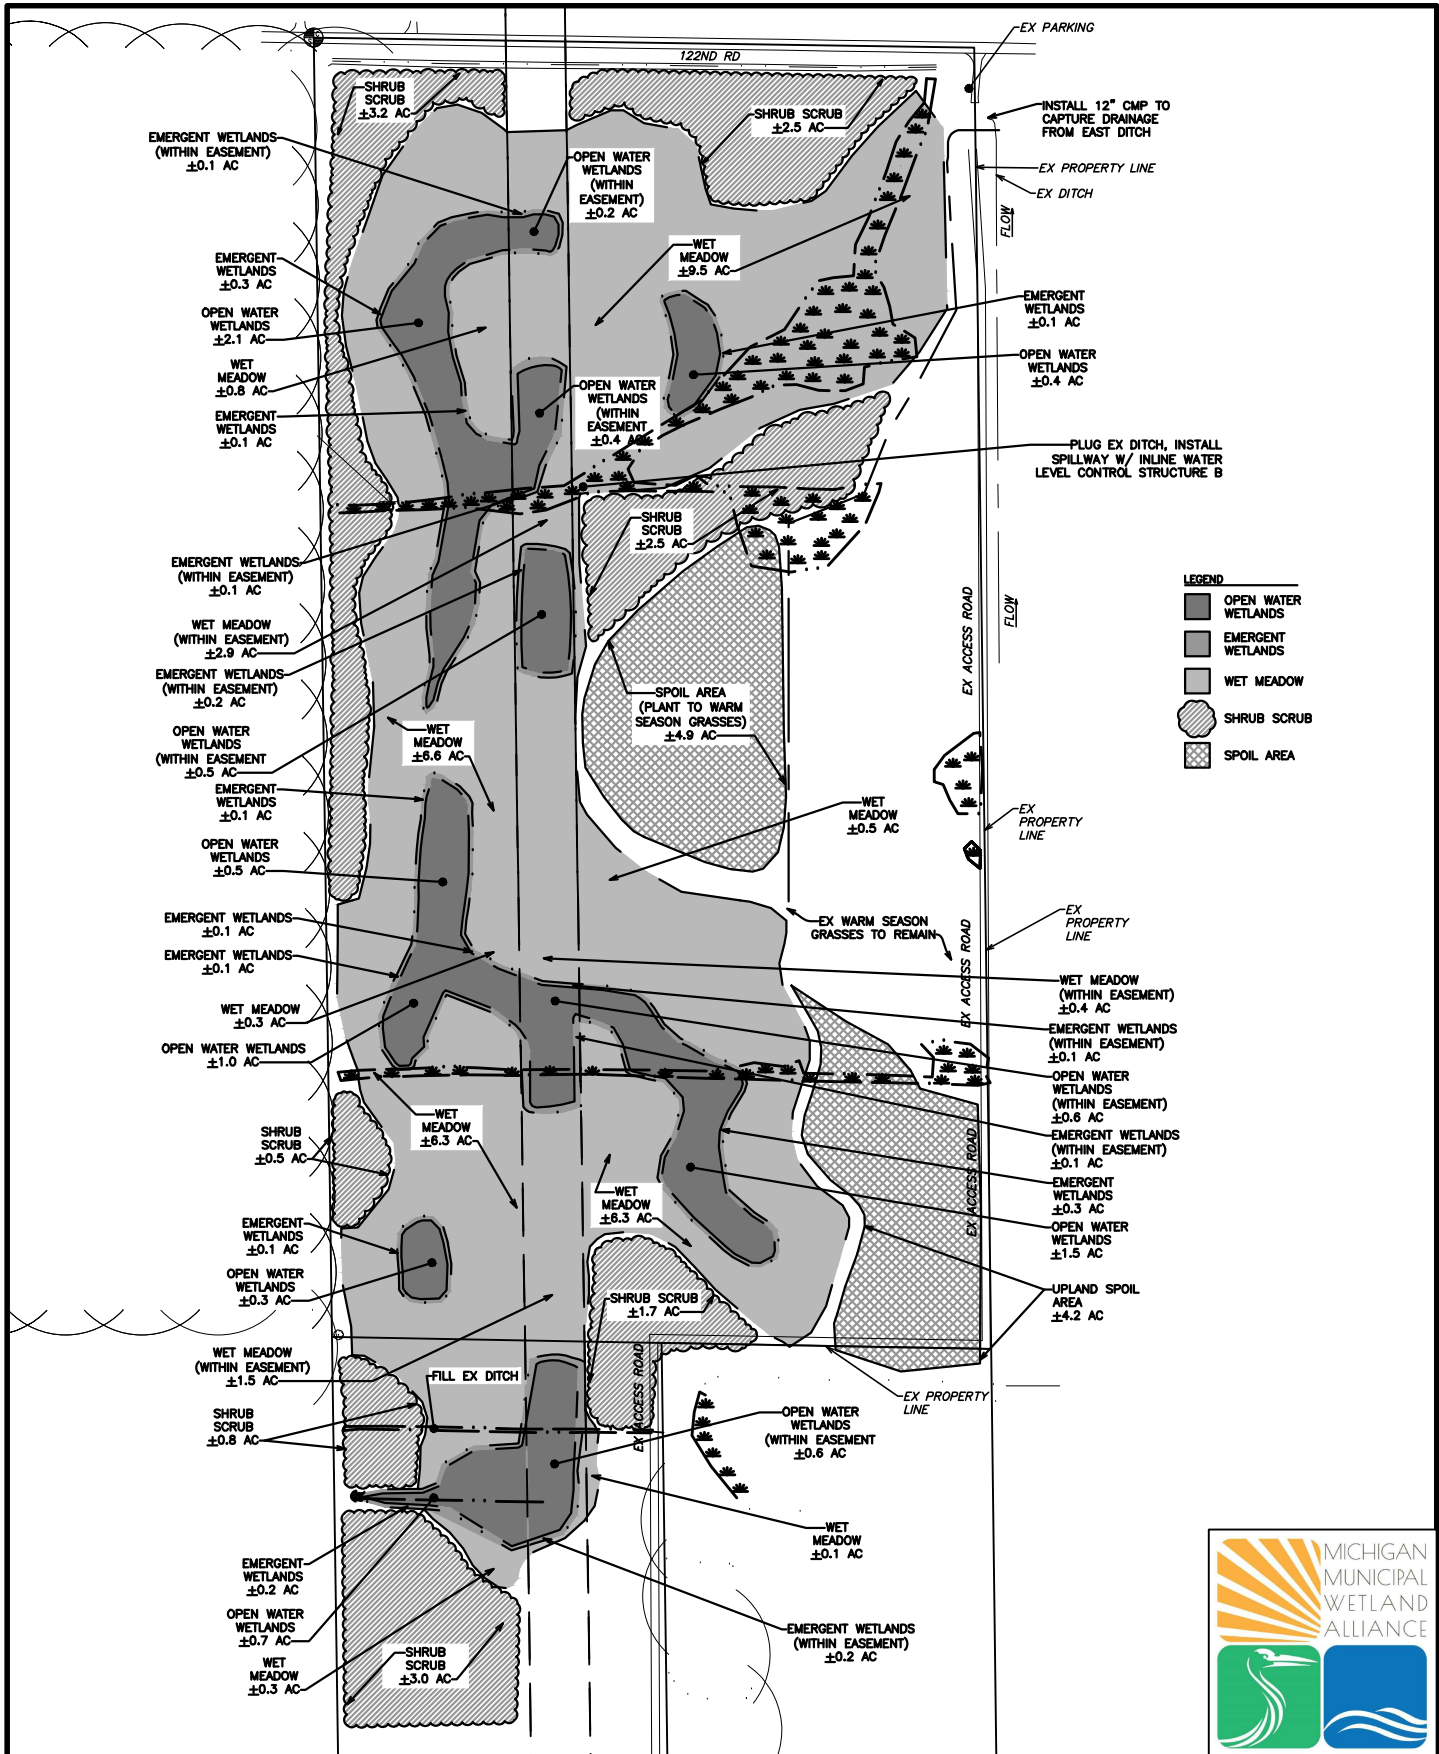 EX PARKING
122ND RD
SHRUB
SCRUB
±3.2 AC
SHRUB SCRUB
±2.5 AC
INSTALL 12" CMP TO
CAPTURE DRAINAGE
FROM EAST DITCH
EMERGENT WETLANDS
(WITHIN EASEMENT)
±0.1 AC
OPEN WATER
WETLANDS
(WITHIN
EASEMENT)
±0.2 AC
EX PROPERTY LINE
EX DITCH
FLOW
WET
MEADOW
±9.5 AC
EMERGENT
WETLANDS
±0.3 AC
OPEN WATER
WETLANDS
±2.1 AC
EMERGENT
WETLANDS
±0.1 AC
OPEN WATER
WETLANDS
±0.4 AC
WET
MEADOW
±0.8 AC
OPEN WATER
WETLANDS
(WITHIN
EASEMENT
±0.4 AC
EMERGENT
WETLANDS
±0.1 AC
PLUG EX DITCH, INSTALL
SPILLWAY W/ INLINE WATER
LEVEL CONTROL STRUCTURE B
SHRUB
SCRUB
±2.5 AC
EMERGENT WETLANDS
(WITHIN EASEMENT)
±0.1 AC
EX ACCESS ROAD
FLOW
LEGEND
OPEN WATER
WETLANDS
EMERGENT
WETLANDS
WET MEADOW
SHRUB SCRUB
SPOIL AREA
WET MEADOW
(WITHIN EASEMENT)
±2.9 AC
EMERGENT WETLANDS
(WITHIN EASEMENT)
±0.2 AC
SPOIL AREA
(PLANT TO WARM
SEASON GRASSES)
±4.9 AC
OPEN WATER
WETLANDS
(WITHIN EASEMENT
±0.5 AC
WET
MEADOW
±6.6 AC
EMERGENT
WETLANDS
±0.1 AC
WET
MEADOW
±0.5 AC
EX
PROPERTY
LINE
OPEN WATER
WETLANDS
±0.5 AC
EMERGENT WETLANDS
±0.1 AC
EX WARM SEASON
GRASSES TO REMAIN
EX
PROPERTY
LINE
EX ACCESS ROAD
EMERGENT WETLANDS
±0.1 AC
WET MEADOW
(WITHIN EASEMENT)
±0.4 AC
WET MEADOW
±0.3 AC
EMERGENT WETLANDS
(WITHIN EASEMENT)
±0.1 AC
OPEN WATER WETLANDS
±1.0 AC
OPEN WATER
WETLANDS
(WITHIN EASEMENT)
±0.6 AC
WET
MEADOW
±6.3 AC
SHRUB
SCRUB
±0.5 AC
EMERGENT WETLANDS
(WITHIN EASEMENT)
±0.1 AC
EX ACCESS ROAD
WET
MEADOW
±6.3 AC
EMERGENT
WETLANDS
±0.3 AC
EMERGENT
WETLANDS
±0.1 AC
OPEN WATER
WETLANDS
±1.5 AC
OPEN WATER
WETLANDS
±0.3 AC
SHRUB SCRUB
±1.7 AC
UPLAND SPOIL
AREA
±4.2 AC
WET MEADOW
(WITHIN EASEMENT)
±1.5 AC
FILL EX DITCH
EX ACCESS ROAD
EX PROPERTY
LINE
SHRUB
SCRUB
±0.8 AC
OPEN WATER
WETLANDS
(WITHIN EASEMENT
±0.6 AC
WET
MEADOW
±0.1 AC
EMERGENT
WETLANDS
±0.2 AC
OPEN WATER
WETLANDS
±0.7 AC
EMERGENT WETLANDS
(WITHIN EASEMENT)
±0.2 AC
WET
MEADOW
±0.3 AC
SHRUB
SCRUB
±3.0 AC
MICHIGAN
MUNICIPAL
WETLAND
ALLIANCE